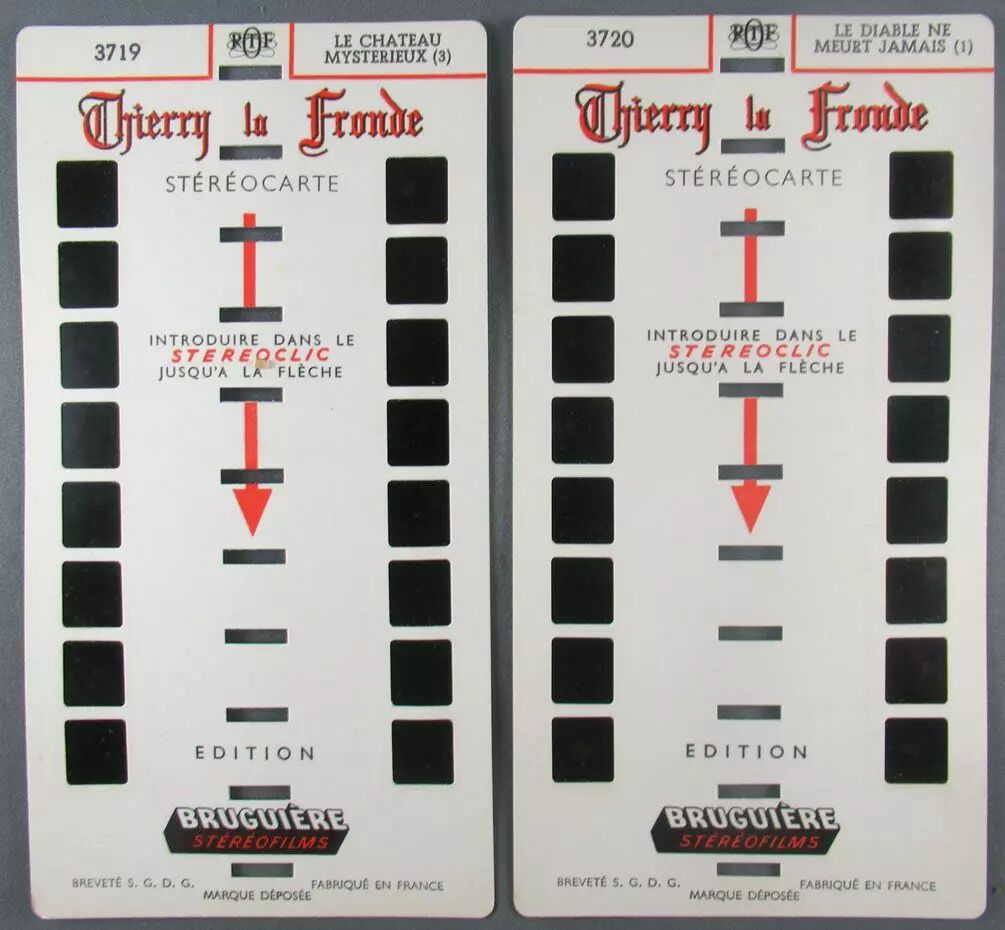 3719
RTF
LE CHATEAU
MYSTERIEUX (3)
Thierry la Fronde
STÉRÉOCARTE
INTRODUIRE DANS LE
STEREOCLIC
JUSQU'A LA FLÈCHE
EDITION
BRUGUIÈRE
STÉRÉOFILMS
BREVETÉ S. G. D. G.
MARQUE DÉPOSÉE
FABRIQUÉ EN FRANCE
3720
RTF
LE DIABLE NE
MEURT JAMAIS (1)
Thierry la Fronde
STÉRÉOCARTE
INTRODUIRE DANS LE
STEREOCLIC
JUSQU'A LA FLÈCHE
EDITION
BRUGUIÈRE
STÉRÉOFILMS
BREVETÉ S. G. D. G.
MARQUE DÉPOSÉE
FABRIQUÉ EN FRANCE